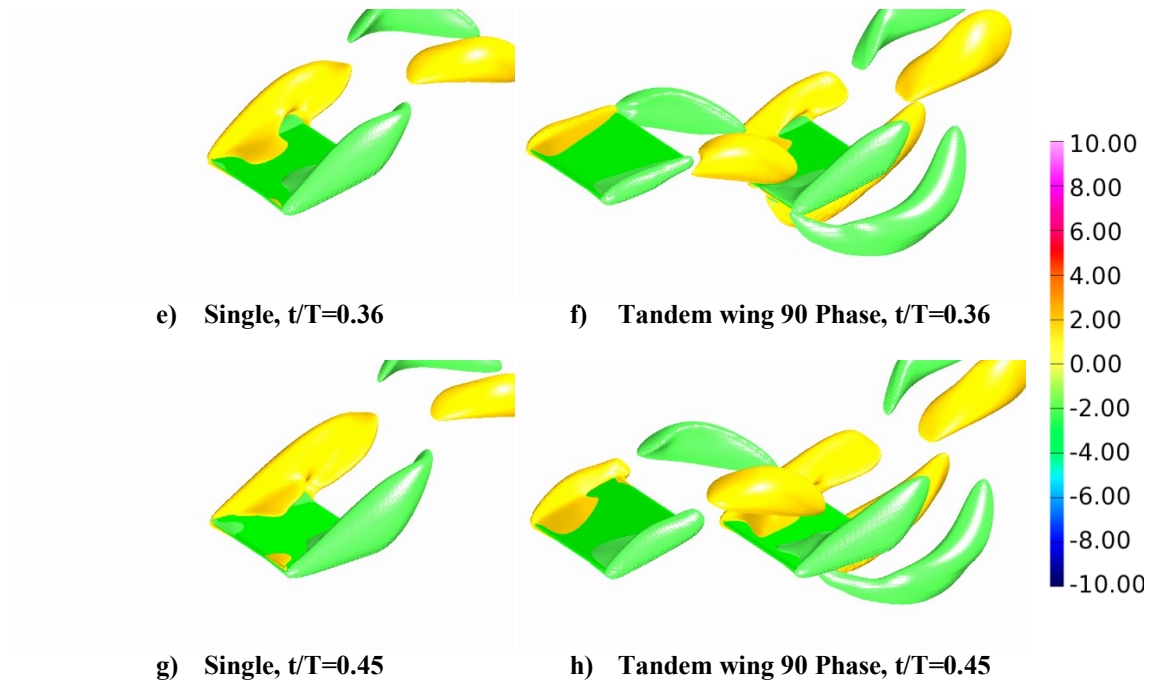 e) Single, t/T=0.36
f) Tandem wing 90 Phase, t/T=0.36
g) Single, t/T=0.45
h) Tandem wing 90 Phase, t/T=0.45
10.00
8.00
6.00
4.00
2.00
0.00
-2.00
-4.00
-6.00
-8.00
-10.00